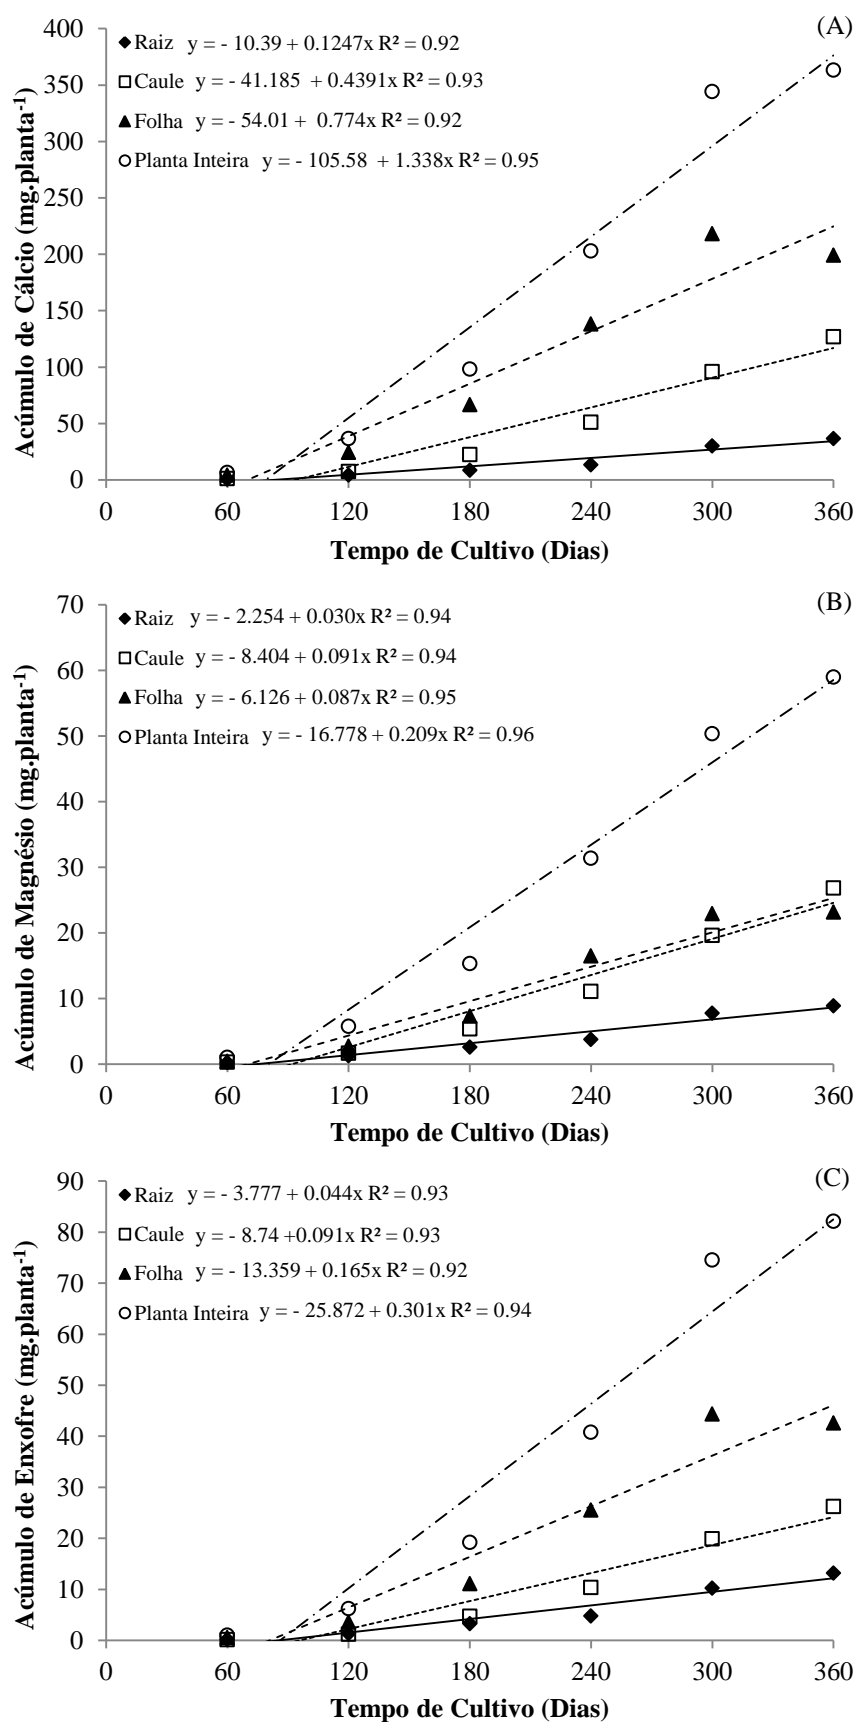 (A)
Raiz y = - 10.39 + 0.1247x R² = 0.92
Caule y = - 41.185 + 0.4391x R² = 0.93
Folha y = - 54.01 + 0.774x R² = 0.92
Planta Inteira y = - 105.58 + 1.338x R² = 0.95
Acúmulo de Cálcio (mg.planta-1)
400
350
300
250
200
150
100
50
0
0 60 120 180 240 300 360
Tempo de Cultivo (Dias)
(B)
Raiz y = - 2.254 + 0.030x R² = 0.94
Caule y = - 8.404 + 0.091x R² = 0.94
Folha y = - 6.126 + 0.087x R² = 0.95
Planta Inteira y = - 16.778 + 0.209x R² = 0.96
Acúmulo de Magnésio (mg.planta-1)
70
60
50
40
30
20
10
0
0 60 120 180 240 300 360
Tempo de Cultivo (Dias)
(C)
Raiz y = - 3.777 + 0.044x R² = 0.93
Caule y = - 8.74 +0.091x R² = 0.93
Folha y = - 13.359 + 0.165x R² = 0.92
Planta Inteira y = - 25.872 + 0.301x R² = 0.94
Acúmulo de Enxofre (mg.planta-1)
90
80
70
60
50
40
30
20
10
0
0 60 120 180 240 300 360
Tempo de Cultivo (Dias)